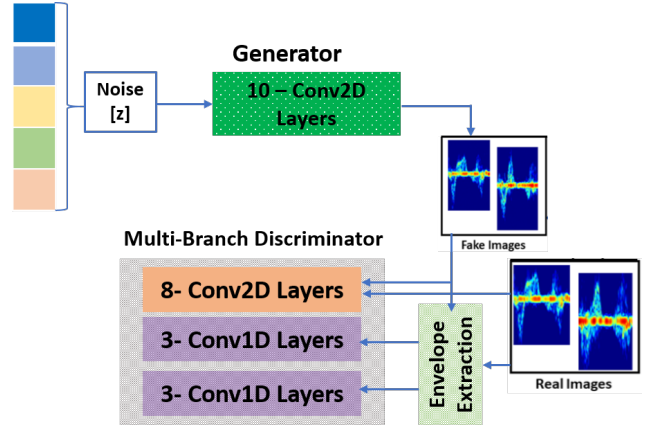 Noise
[z]
Generator
10 – Conv2D
Layers
Fake Images
Multi-Branch Discriminator
8- Conv2D Layers
3- Conv1D Layers
3- Conv1D Layers
Envelope
Extraction
Real Images